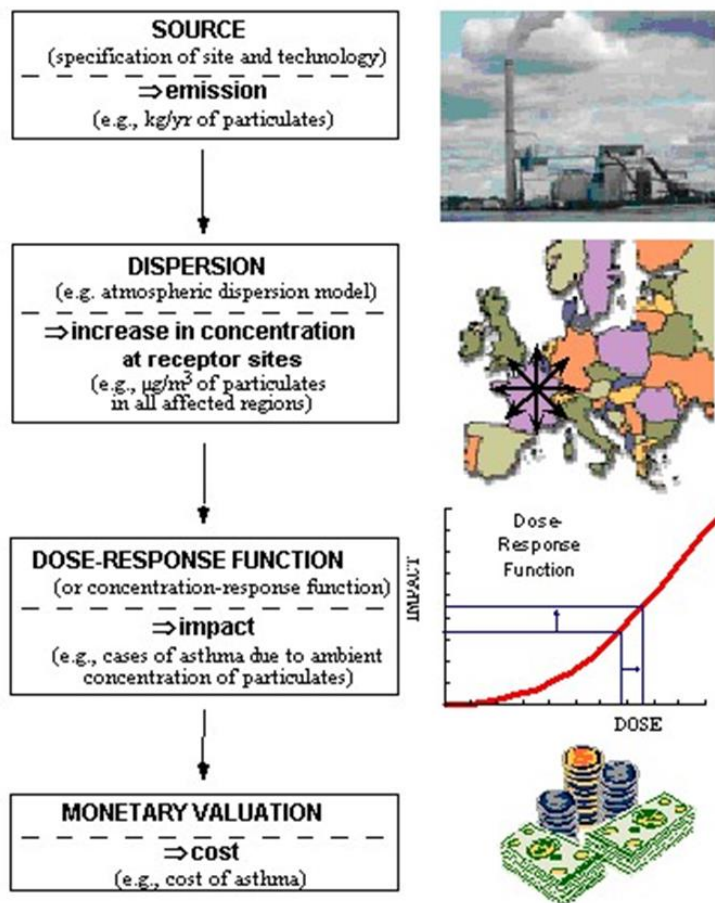 SOURCE
(specification of site and technology)
⇒emission
(e.g., kg/yr of particulates)
DISPERSION
(e.g. atmospheric dispersion model)
⇒increase in concentration
at receptor sites
(e.g., µg/m³ of particulates
in all affected regions)
DOSE-RESPONSE FUNCTION
(or concentration-response function)
⇒impact
(e.g., cases of asthma due to ambient
concentration of particulates)
IMPACT
Dose-
Response
Function
DOSE
MONETARY VALUATION
⇒cost
(e.g., cost of asthma)